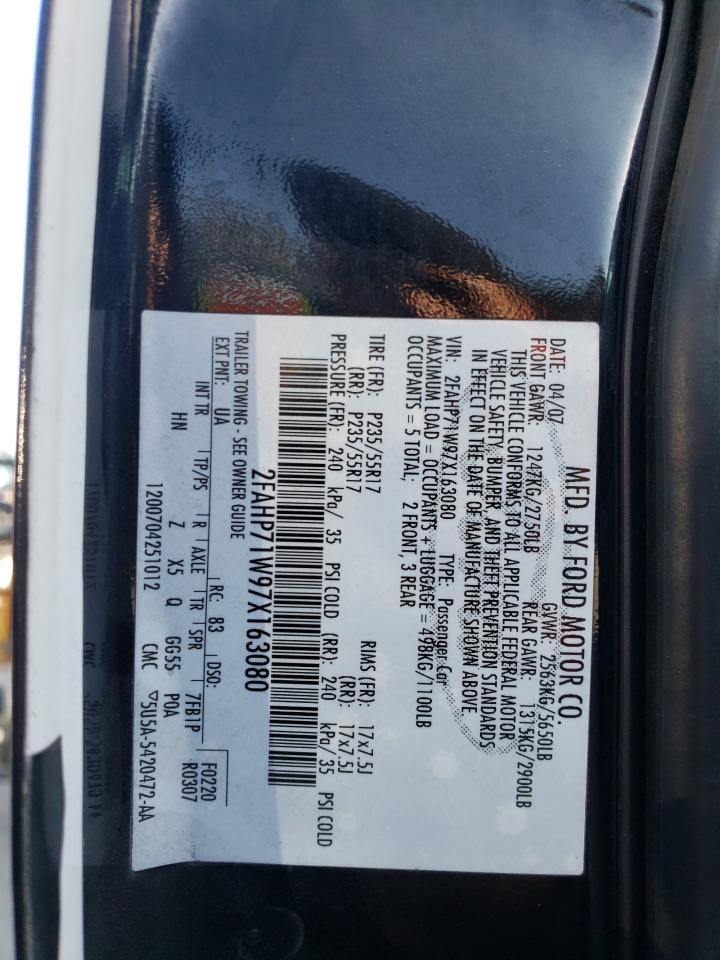 MFD. BY FORD MOTOR CO.
DATE: 04/07 GVWR: 2563KG/5650LB
FRONT GAWR: 1247KG/2750LB REAR GAWR: 1315KG/2900LB
THIS VEHICLE CONFORMS TO ALL APPLICABLE FEDERAL MOTOR
VEHICLE SAFETY, BUMPER, AND THEFT PREVENTION STANDARDS
IN EFFECT ON THE DATE OF MANUFACTURE SHOWN ABOVE.
VIN: 2FAHP71W97X163080 TYPE: Passenger Car
MAXIMUM LOAD = OCCUPANTS + LUGGAGE = 498KG/1100LB
OCCUPANTS = 5 TOTAL; 2 FRONT, 3 REAR
TIRE (FR): P235/55R17 RIMS (FR): 17x7.5J
(RR): P235/55R17 (RR): 17x7.5J
PRESSURE (FR): 240 kPa/ 35 PSI COLD (RR): 240 kPa/ 35 PSI COLD
2FAHP71W97X163080
TRAILER TOWING - SEE OWNER GUIDE
EXT PNT: UA RC: 83 DSO: F0220
INT TR TP/PS R AXLE TR SPR 7FB1P R0307
HN Z X5 Q GG55 POA
1200704251012 CMC ▽5U5A-5420472-AA